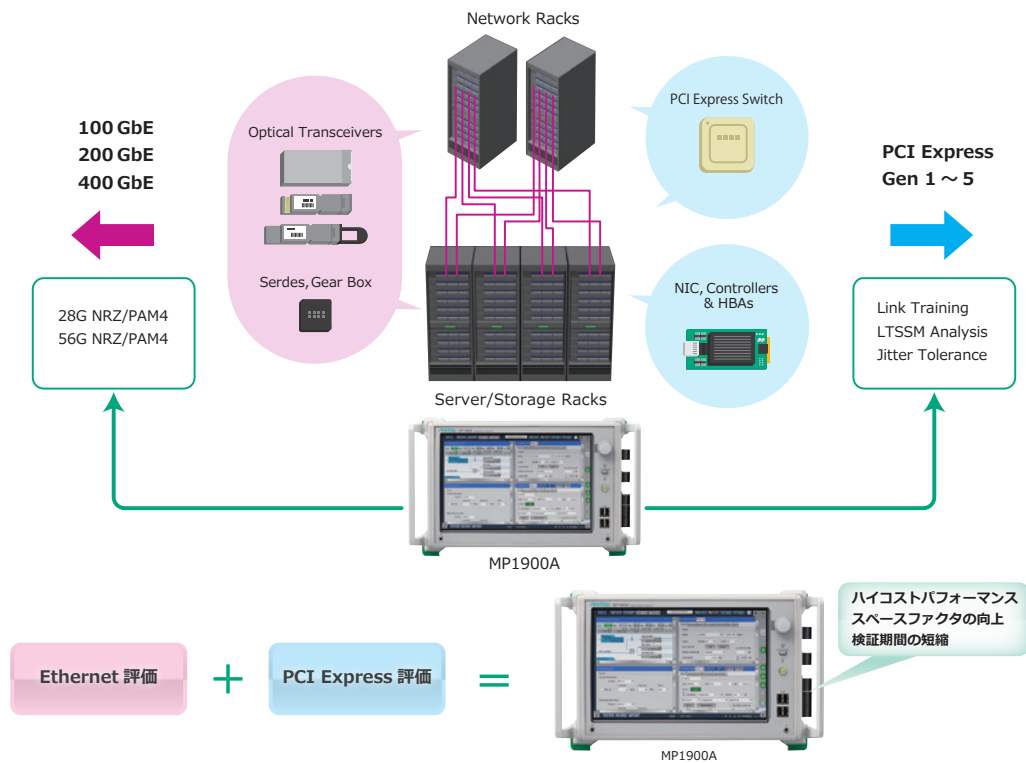 Network Racks
100 GbE
200 GbE
400 GbE
Optical Transceivers
Serdes, Gear Box
PCI Express Switch
PCI Express
Gen 1 ～ 5
NIC, Controllers
& HBAs
28G NRZ/PAM4
56G NRZ/PAM4
Link Training
LTSSM Analysis
Jitter Tolerance
Server/Storage Racks
MP1900A
ハイコストパフォーマンス
スペースファクタの向上
検証期間の短縮
Ethernet 評価
+
PCI Express 評価
=
MP1900A